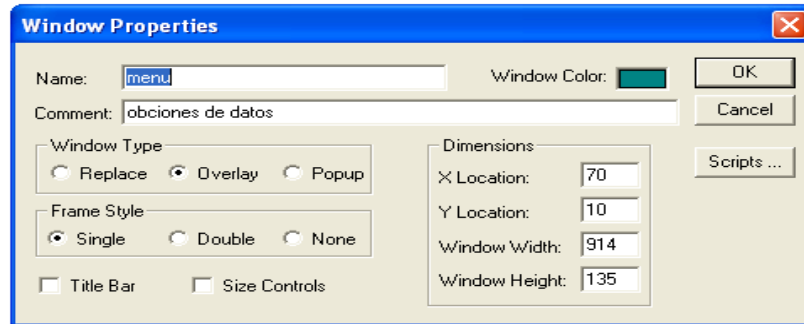 Window Properties
Name: menu Window Color: OK
Comment: obciones de datos Cancel
Window Type Dimensions Scripts ...
Replace Overlay Popup X Location: 70
Frame Style Y Location: 10
Single Double None Window Width: 914
Title Bar Size Controls Window Height: 135